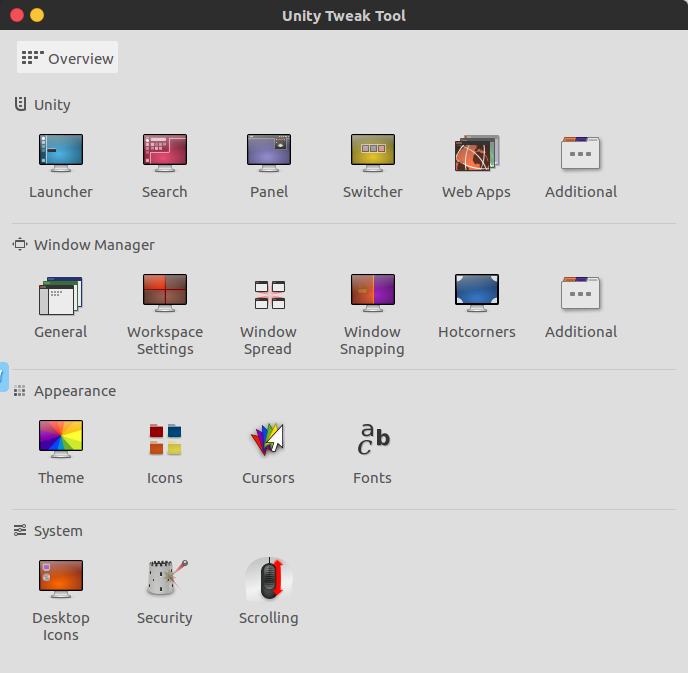 Unity Tweak Tool
Overview
Unity
Launcher
Search
Panel
Switcher
Web Apps
Additional
Window Manager
General
Workspace
Settings
Window
Spread
Window
Snapping
Hotcorners
Additional
Appearance
Theme
Icons
Cursors
ac b
Fonts
System
Desktop
Icons
Security
Scrolling